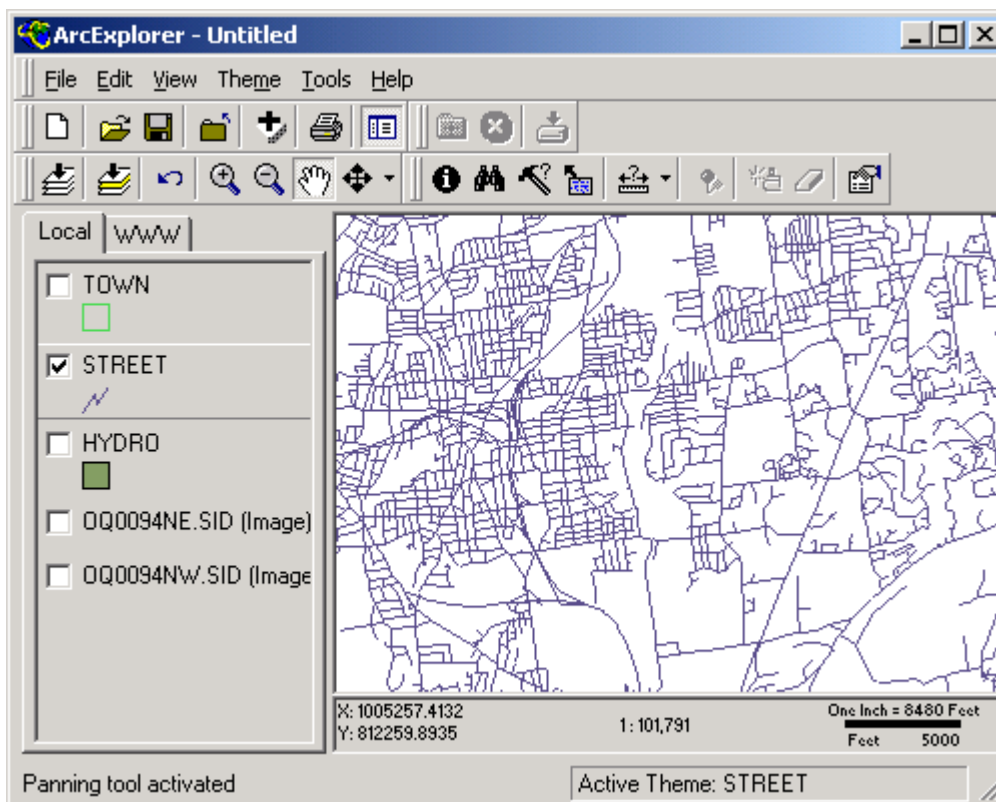 ArcExplorer - Untitled
File Edit View Theme Tools Help
Local WWW
TOWN
STREET
HYDRO
OQ0094NE.SID (Image)
OQ0094NW.SID (Image
X: 1005257.4132
Y: 812259.8935
1: 101,791
One Inch = 8480 Feet
Feet 5000
Panning tool activated
Active Theme: STREET